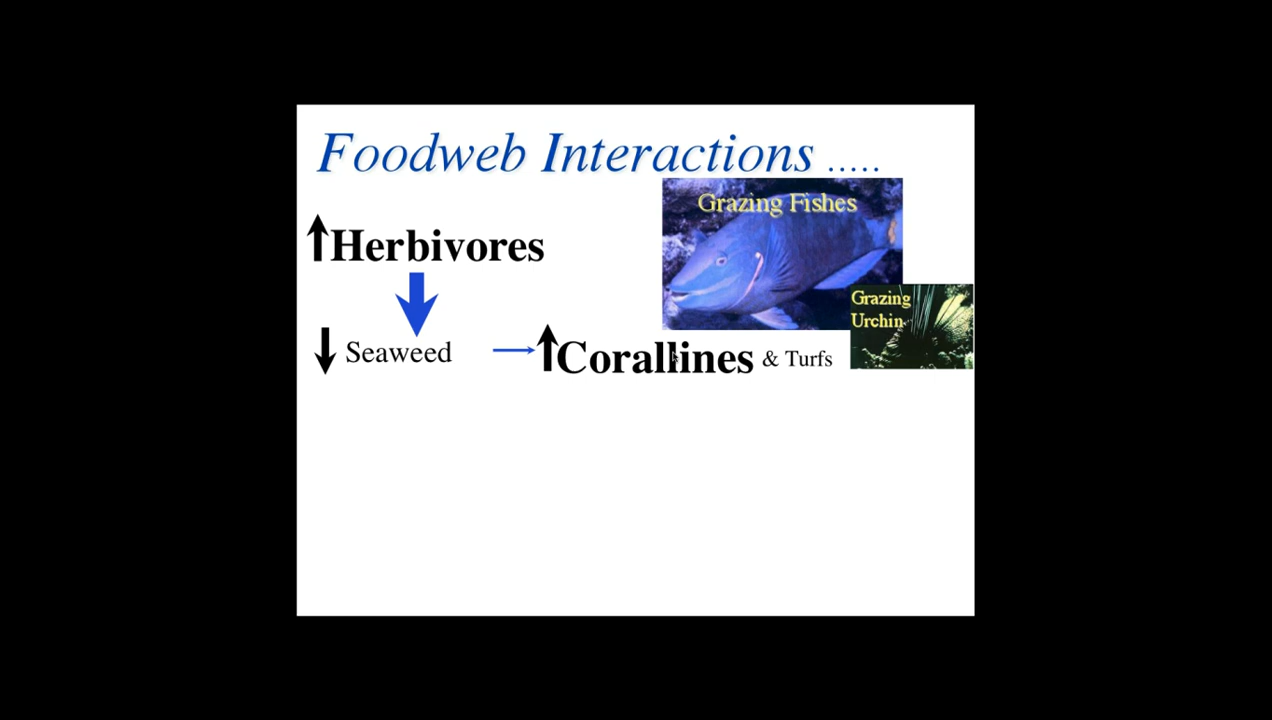 Foodweb Interactions .....
Grazing Fishes
Herbivores
Grazing
Urchin
Seaweed
Corallines & Turfs